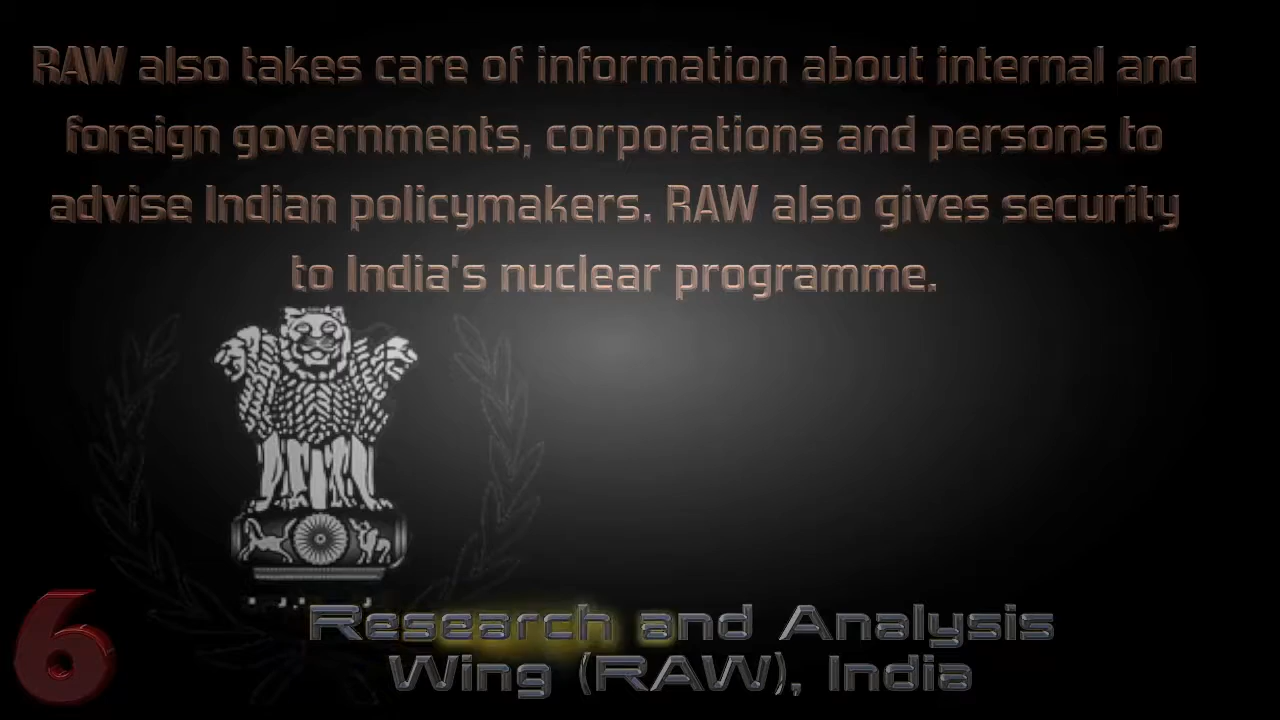 RAW also takes care of information about internal and
foreign governments, corporations and persons to
advise Indian policymakers. RAW also gives security
to India's nuclear programme.
6
Research and Analysis
Wing (RAW), India